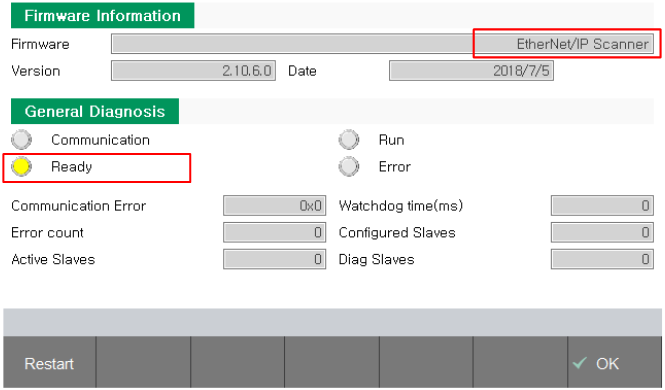 Firmware Information
Firmware EtherNet/IP Scanner
Version 2.10.6.0 Date 2018/7/5
General Diagnosis
Communication Run
Ready Error
Communication Error 0x0 Watchdog time(ms) 0
Error count 0 Configured Slaves 0
Active Slaves 0 Diag Slaves 0
Restart OK